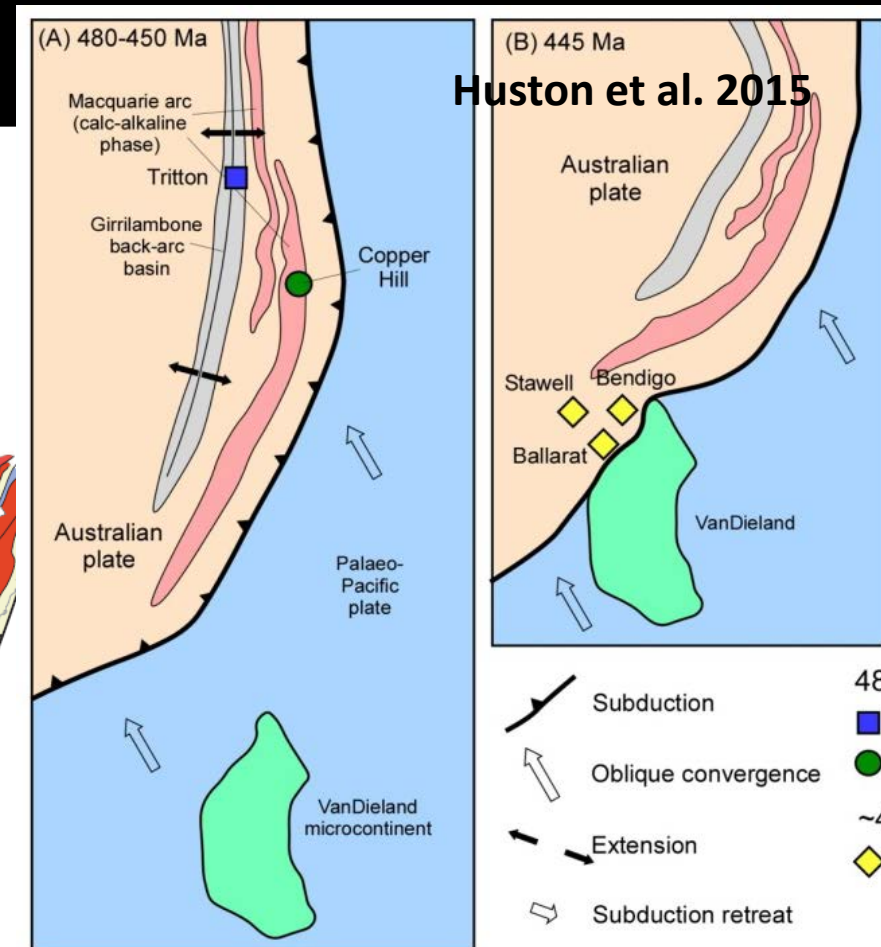 (A) 480-450 Ma
Macquarie arc
(calc-alkaline
phase)
Tritton
Girrilambone
back-arc
basin
Copper
Hill
Australian
plate
Palaeo-
Pacific
plate
VanDieland
microcontinent
(B) 445 Ma
Huston et al. 2015
Australian
plate
Stawell
Bendigo
Ballarat
VanDieland
Subduction
Oblique convergence
Extension
Subduction retreat
48
~4